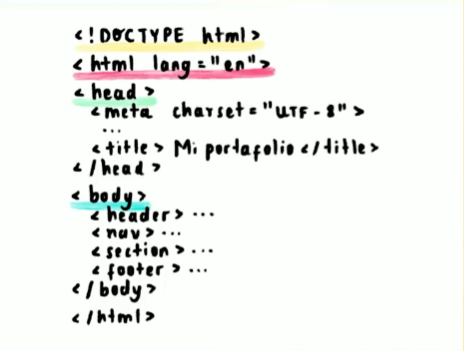 <!DOCTYPE html>
<html lang="en">
<head>
<meta charset="UTF-8">
...
<title> Mi portafolio </title>
</head>
<body>
<header> ...
<nav> ...
<section> ...
<footer> ...
</body>
</html>